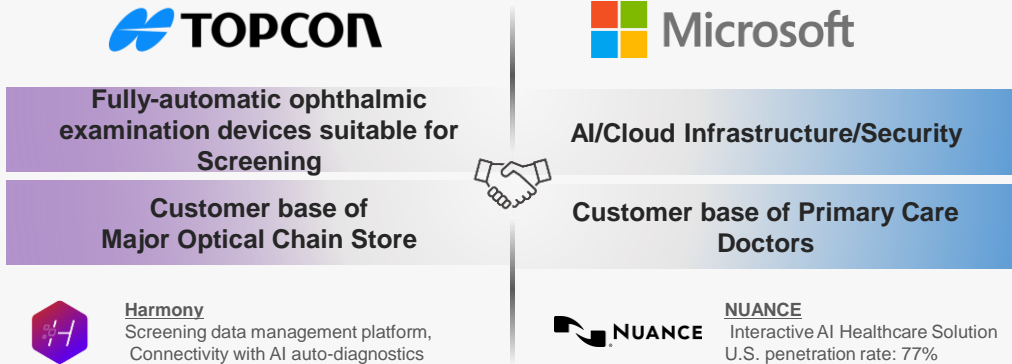 TOPCON
Fully-automatic ophthalmic
examination devices suitable for
Screening
Customer base of
Major Optical Chain Store
Harmony
Screening data management platform,
Connectivity with AI auto-diagnostics
Microsoft
AI/Cloud Infrastructure/Security
Customer base of Primary Care
Doctors
NUANCE
NUANCE
Interactive AI Healthcare Solution
U.S. penetration rate: 77%